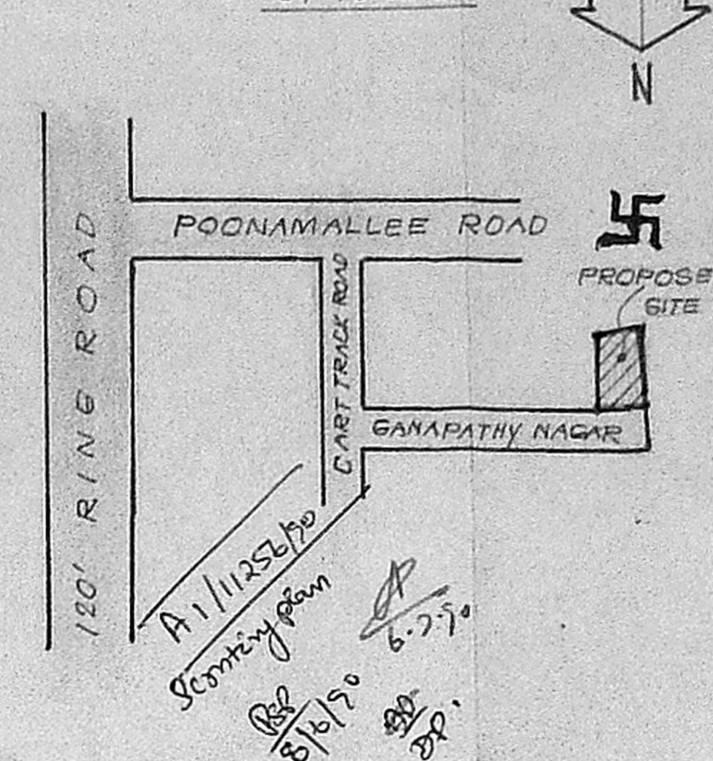 N
POONAMALLEE ROAD
PROPOSE
SITE
120' RING ROAD
CART TRACK ROAD
GANAPATHY NAGAR
A1/11256/90
Scrutiny plan
6.7.90
8/6/90